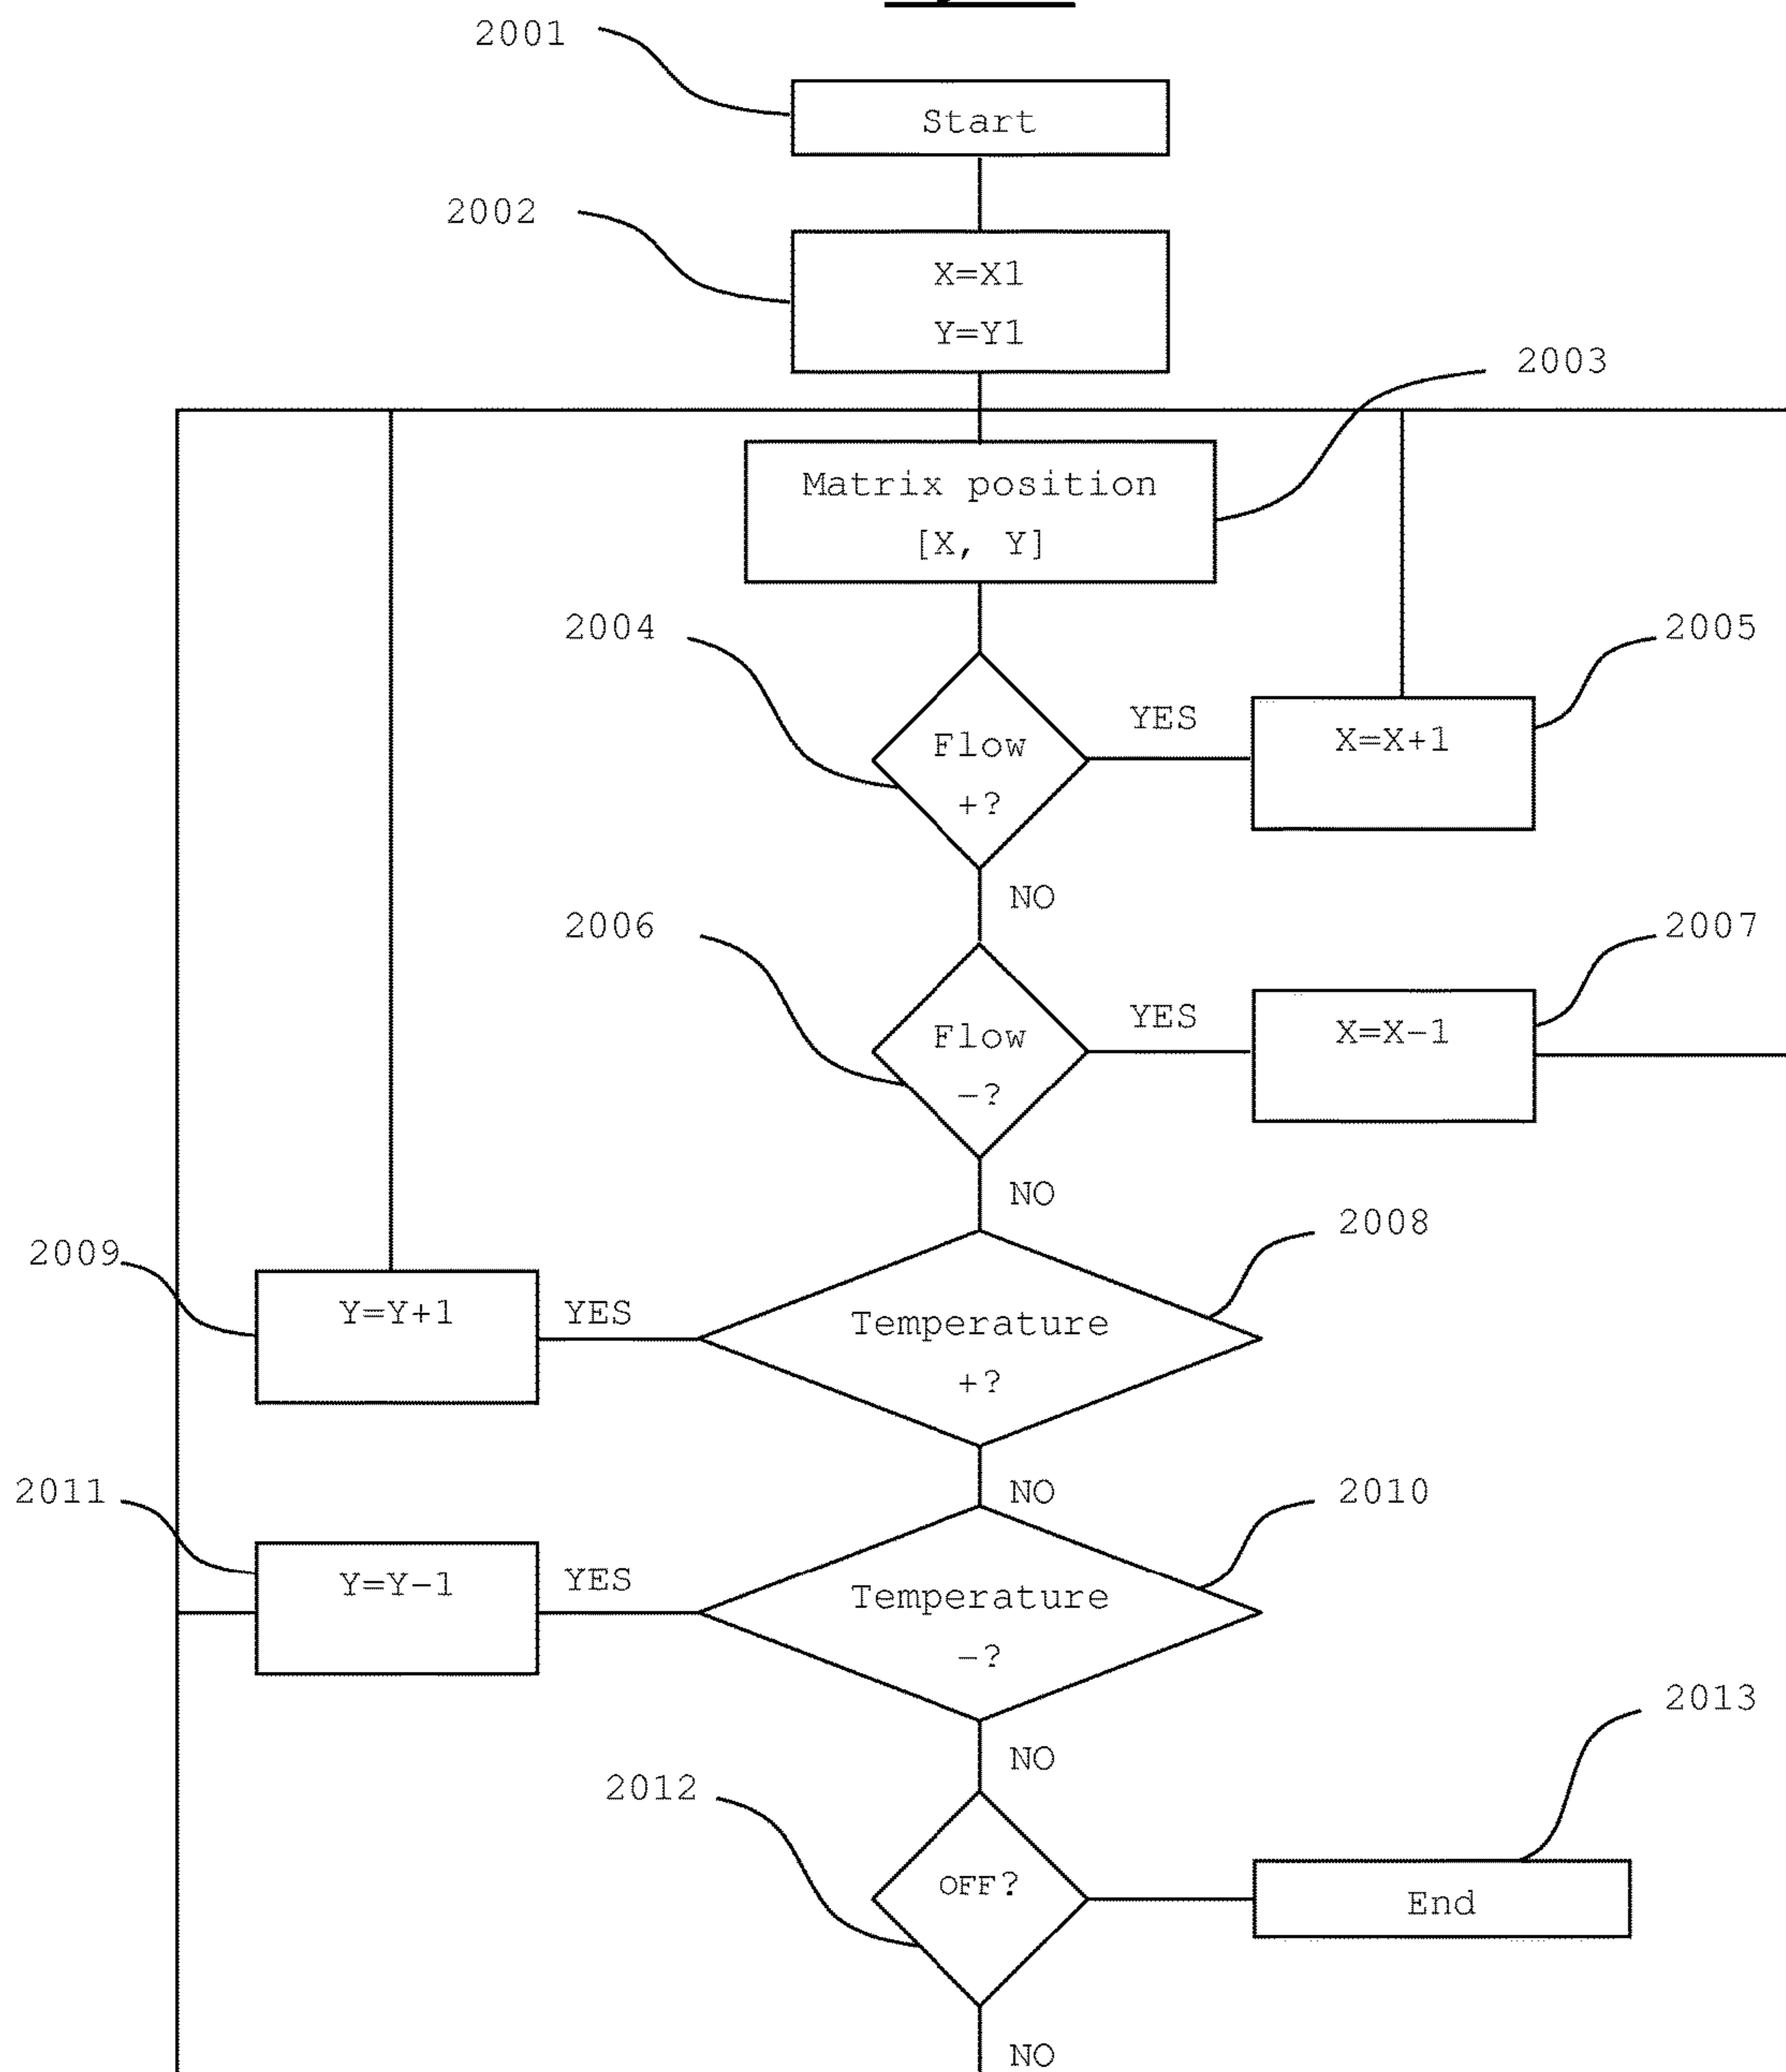 2001
Start
2002
X=X1
Y=Y1
2003
Matrix position
[X, Y]
2004
2005
Flow
+?
YES
X=X+1
NO
2006
2007
Flow
-?
YES
X=X-1
NO
2008
2009
Y=Y+1
YES
Temperature
+?
NO
2010
2011
Y=Y-1
YES
Temperature
-?
NO
2013
2012
OFF?
End
NO